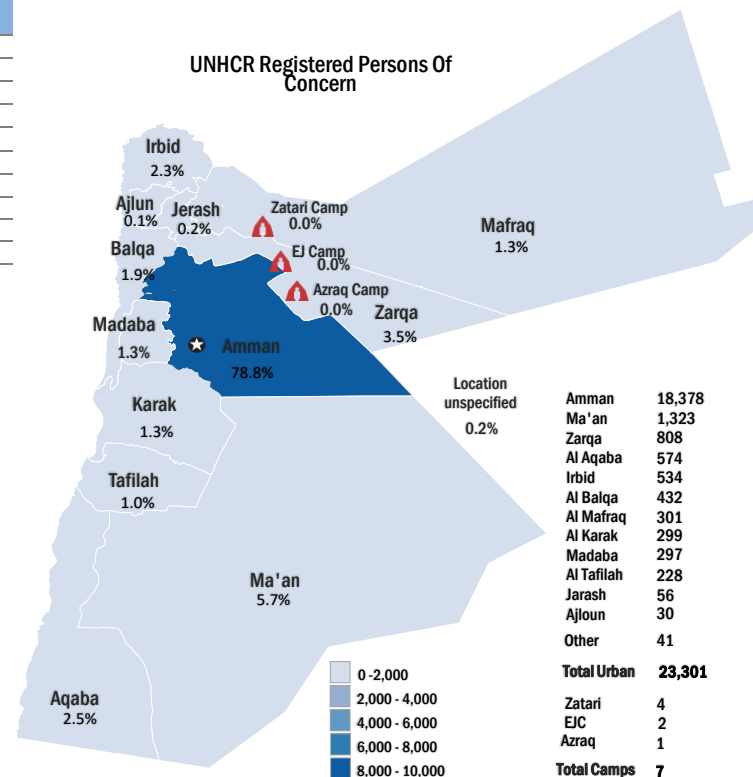 UNHCR Registered Persons Of
Concern
Irbid
2.3%
Ajlun
0.1%
Jerash
0.2%
Zatari Camp
0.0%
Mafraq
1.3%
Balqa
1.9%
EJ Camp
0.0%
Azraq Camp
0.0%
Zarqa
3.5%
Madaba
1.3%
Amman
78.8%
Karak
1.3%
Location
unspecified
0.2%
Tafilah
1.0%
Ma'an
5.7%
Aqaba
2.5%
0 -2,000
2,000 - 4,000
4,000 - 6,000
6,000 - 8,000
8,000 - 10,000
Amman 18,378
Ma'an 1,323
Zarqa 808
Al Aqaba 574
Irbid 534
Al Balqa 432
Al Mafraq 301
Al Karak 299
Madaba 297
Al Tafilah 228
Jarash 56
Ajloun 30
Other 41
Total Urban 23,301
Zatari 4
EJC 2
Azraq 1
Total Camps 7